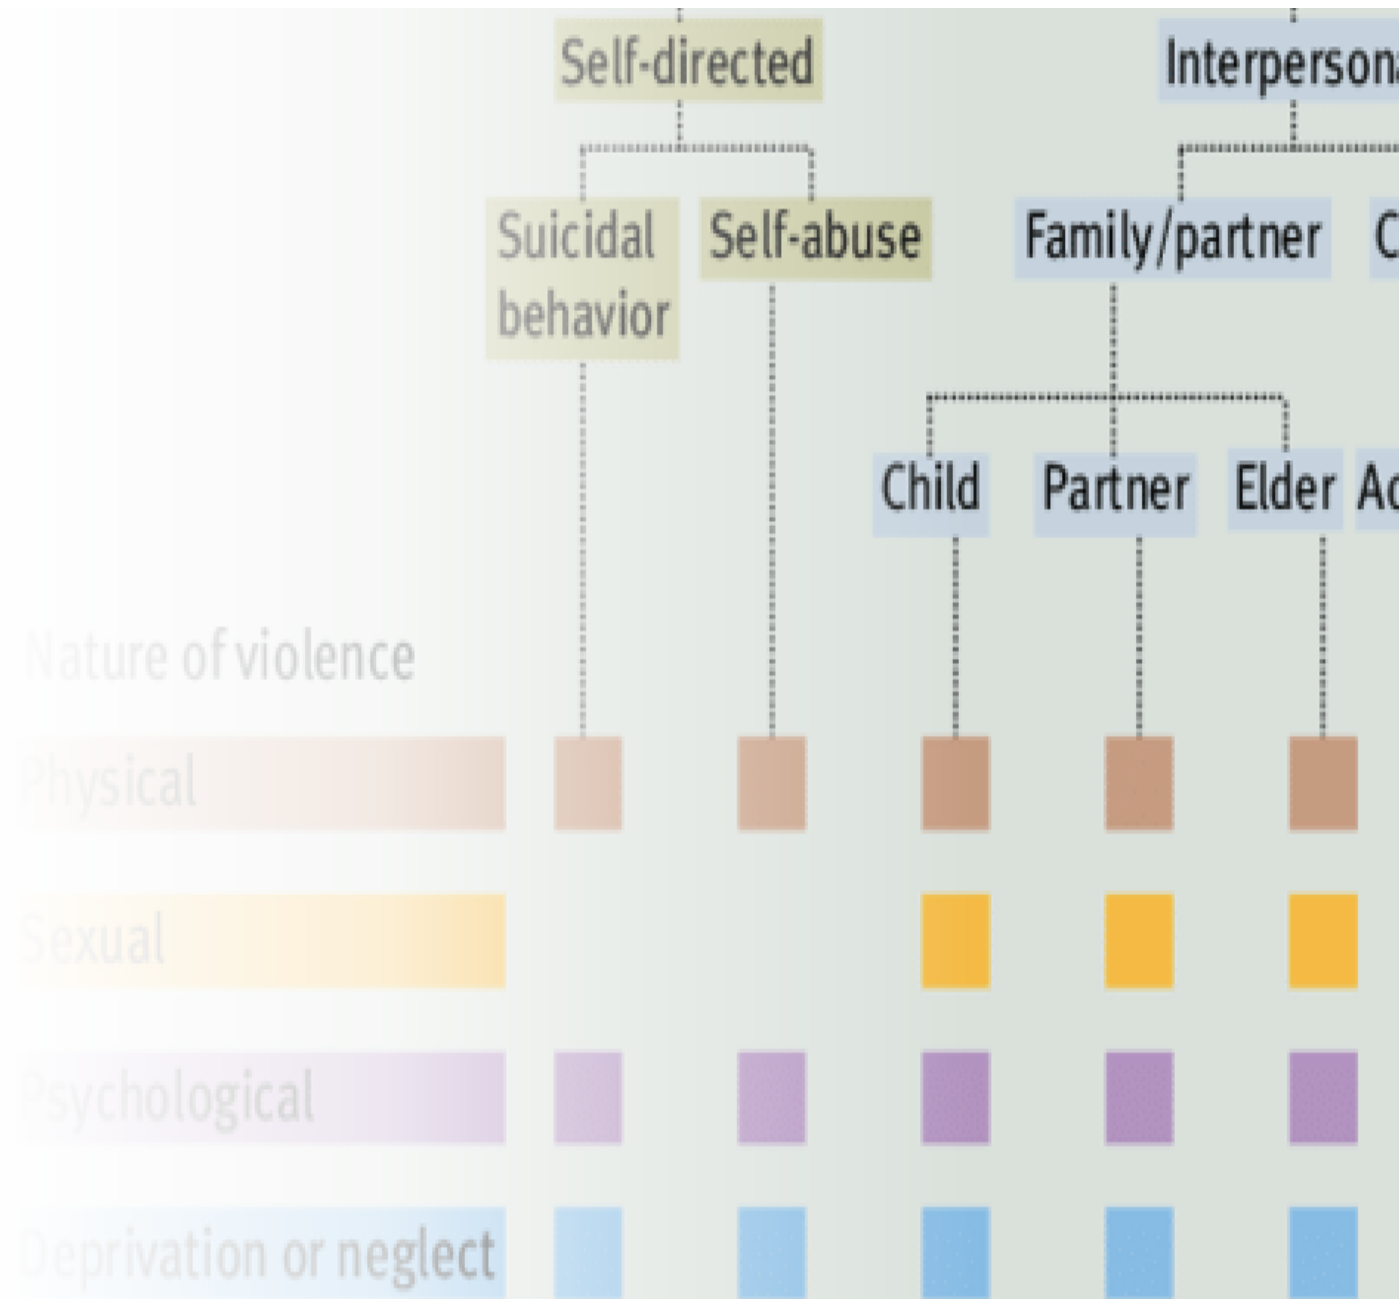 Self-directed
Suicidal
behavior
Self-abuse
Family/partner
Child
Partner
Elder
Nature of violence
Physical
Sexual
Psychological
Deprivation or neglect